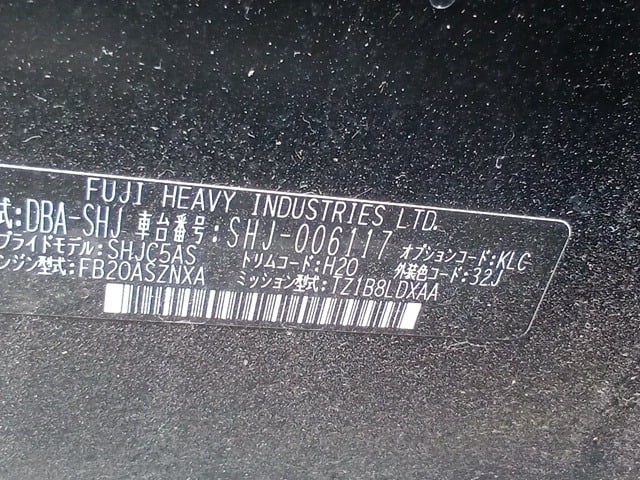 FUJI HEAVY INDUSTRIES LTD.
式:DBA-SHJ 車台番号:SHJ-006117 オプションコード:KLC
プライドモデル:SHJC5AS トリムコード:H20 外装色コード:32J
ンジン型式:FB20ASZNXA ミッション型式:TZ1B8LDXAA